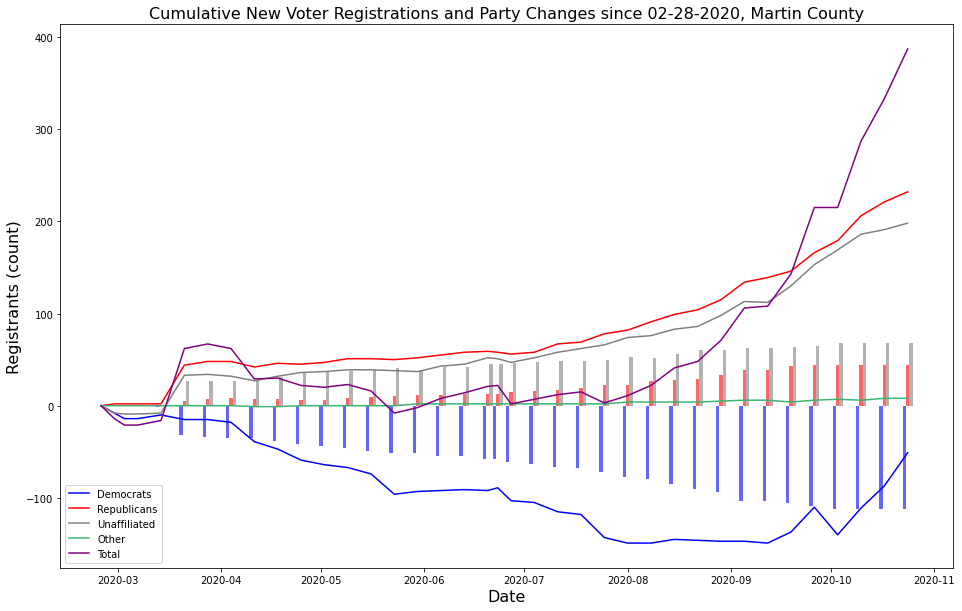 Cumulative New Voter Registrations and Party Changes since 02-28-2020, Martin County
Registrants (count)
400
300
200
100
0
−100
Democrats
Republicans
Unaffiliated
Other
Total
2020-03
2020-04
2020-05
2020-06
2020-07
2020-08
2020-09
2020-10
2020-11
Date